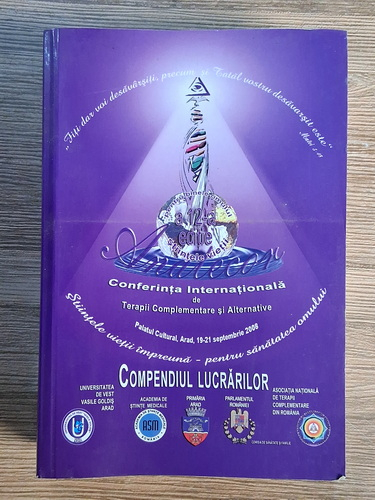 „Fiţi dar voi desăvârşiţi, precum şi Tatăl vostru desăvârşit este"
Matei
a 12-a
ediţie
Conferinţa Internaţională
de
Terapii Complementare şi Alternative
Palatul Cultural, Arad, 19-21 septembrie 2008
Ştiinţele vieţii împreună - pentru sănătatea omului
COMPENDIUL LUCRĂRILOR
UNIVERSITATEA
DE VEST
VASILE GOLDIŞ
ARAD
ACADEMIA DE
ŞTIINŢE MEDICALE
ASM
PRIMĂRIA
ARAD
PARLAMENTUL
ROMÂNIEI
ASOCIAŢIA NAŢIONALĂ
DE TERAPII
COMPLEMENTARE
DIN ROMÂNIA